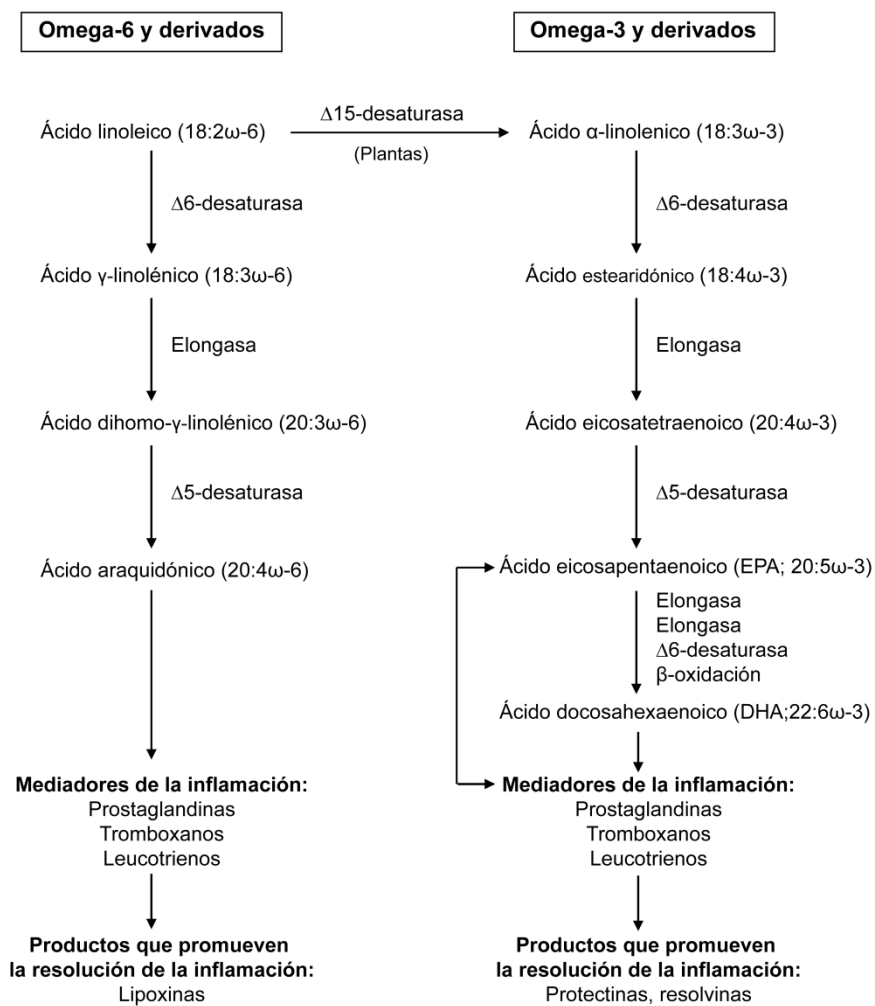 Omega-6 y derivados
Omega-3 y derivados
Ácido linoleico (18:2ω-6)
Δ15-desaturasa
(Plantas)
Ácido α-linolenico (18:3ω-3)
Δ6-desaturasa
Δ6-desaturasa
Ácido γ-linolénico (18:3ω-6)
Ácido estearidónico (18:4ω-3)
Elongasa
Elongasa
Ácido dihomo-γ-linolénico (20:3ω-6)
Ácido eicosatetraenoico (20:4ω-3)
Δ5-desaturasa
Δ5-desaturasa
Ácido araquidónico (20:4ω-6)
Ácido eicosapentaenoico (EPA; 20:5ω-3)
Elongasa
Elongasa
Δ6-desaturasa
β-oxidación
Ácido docosahexaenoico (DHA;22:6ω-3)
Mediadores de la inflamación:
Prostaglandinas
Tromboxanos
Leucotrienos
Mediadores de la inflamación:
Prostaglandinas
Tromboxanos
Leucotrienos
Productos que promueven
la resolución de la inflamación:
Lipoxinas
Productos que promueven
la resolución de la inflamación:
Protectinas, resolvinas